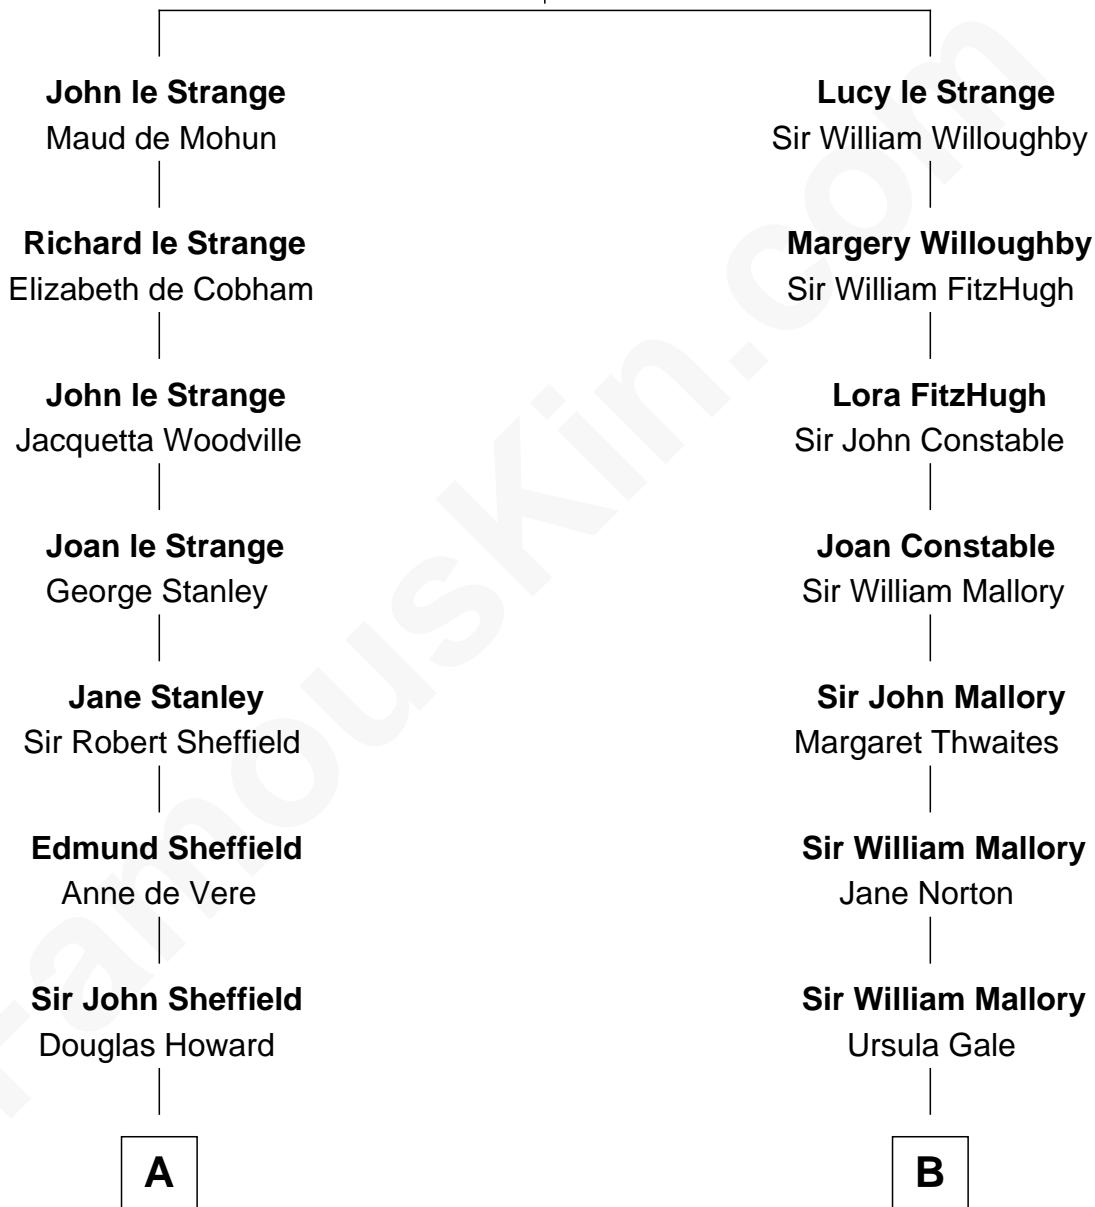 John le Strange
Maud de Mohun
Lucy le Strange
Sir William Willoughby
Richard le Strange
Elizabeth de Cobham
Margery Willoughby
Sir William FitzHugh
John le Strange
Jacquetta Woodville
Lora FitzHugh
Sir John Constable
Joan le Strange
George Stanley
Joan Constable
Sir William Mallory
Jane Stanley
Sir Robert Sheffield
Sir John Mallory
Margaret Thwaites
Edmund Sheffield
Anne de Vere
Sir William Mallory
Jane Norton
Sir John Sheffield
Douglas Howard
Sir William Mallory
Ursula Gale
A
B
FamousKin.com